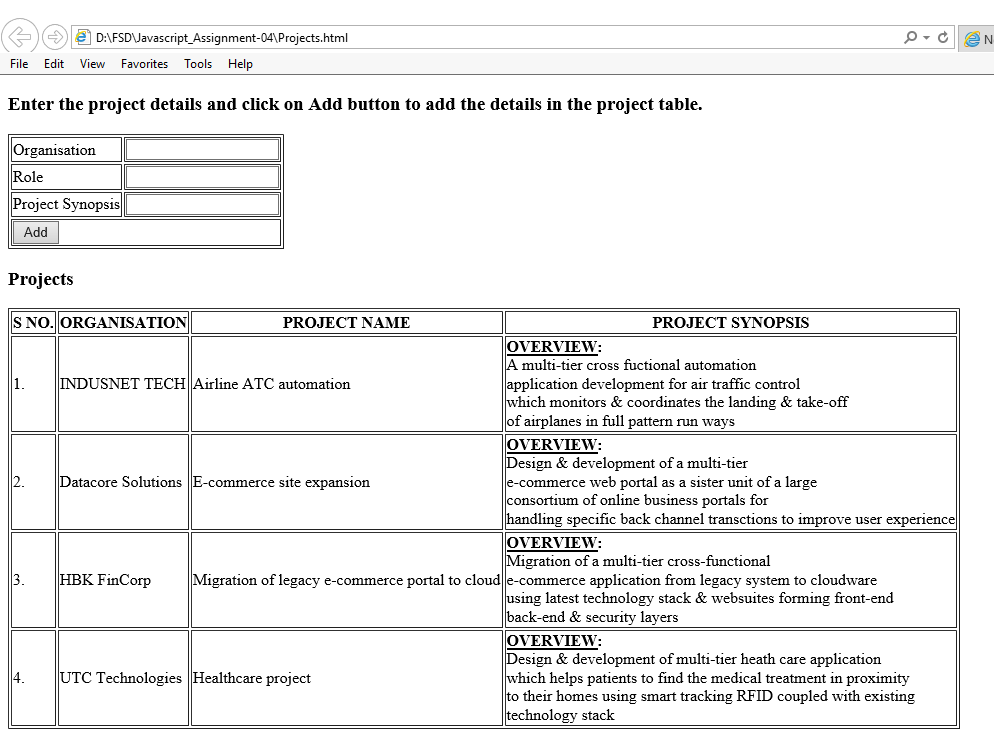 D:\FSD\Javascript_Assignment-04\Projects.html
N
File Edit View Favorites Tools Help
Enter the project details and click on Add button to add the details in the project table.
Organisation
Role
Project Synopsis
Add
Projects
S NO. ORGANISATION PROJECT NAME PROJECT SYNOPSIS
1. INDUSNET TECH Airline ATC automation
OVERVIEW:
A multi-tier cross fuctional automation
application development for air traffic control
which monitors & coordinates the landing & take-off
of airplanes in full pattern run ways
2. Datacore Solutions E-commerce site expansion
OVERVIEW:
Design & development of a multi-tier
e-commerce web portal as a sister unit of a large
consortium of online business portals for
handling specific back channel transctions to improve user experience
3. HBK FinCorp Migration of legacy e-commerce portal to cloud
OVERVIEW:
Migration of a multi-tier cross-functional
e-commerce application from legacy system to cloudware
using latest technology stack & websuites forming front-end
back-end & security layers
4. UTC Technologies Healthcare project
OVERVIEW:
Design & development of multi-tier heath care application
which helps patients to find the medical treatment in proximity
to their homes using smart tracking RFID coupled with existing
technology stack